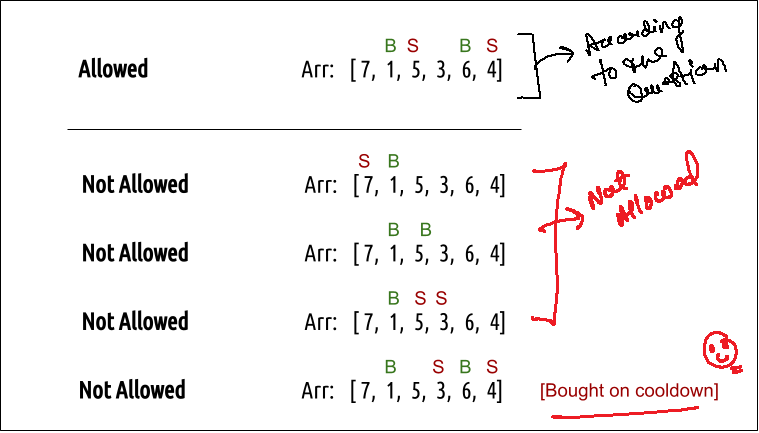 B S B S
Allowed Arr: [ 7, 1, 5, 3, 6, 4]
According
to the
Question
S B
Not Allowed Arr: [ 7, 1, 5, 3, 6, 4]
Not
Allowed
B B
Not Allowed Arr: [ 7, 1, 5, 3, 6, 4]
B S S
Not Allowed Arr: [ 7, 1, 5, 3, 6, 4]
B S B S
Not Allowed Arr: [ 7, 1, 5, 3, 6, 4] [Bought on cooldown]